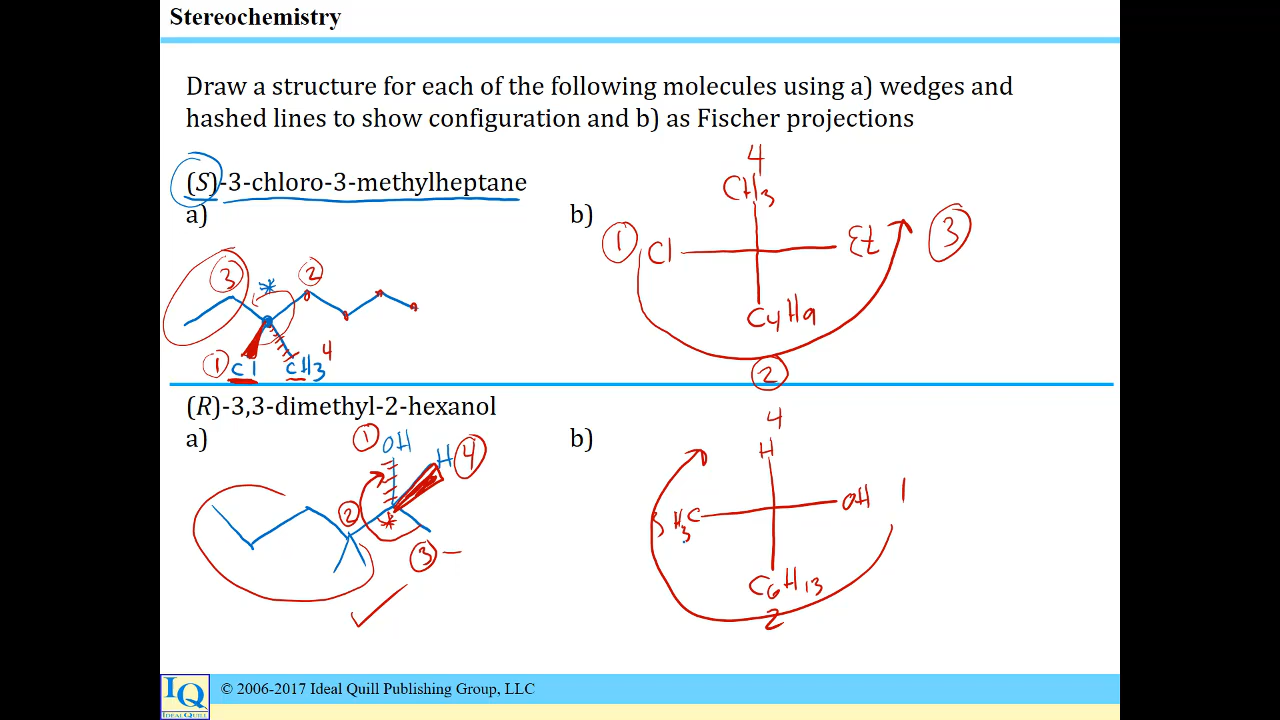 Stereochemistry
Draw a structure for each of the following molecules using a) wedges and
hashed lines to show configuration and b) as Fischer projections
(S)-3-chloro-3-methylheptane
a)
3
*
2
1
Cl
CH3
4
b)
4
CH3
1
Cl
Et
3
C4H9
2
(R)-3,3-dimethyl-2-hexanol
a)
1
OH
H
4
2
*
3
b)
4
H
3
H3C
OH
1
C6H13
2
IQ
IDEAL QUILL
© 2006-2017 Ideal Quill Publishing Group, LLC